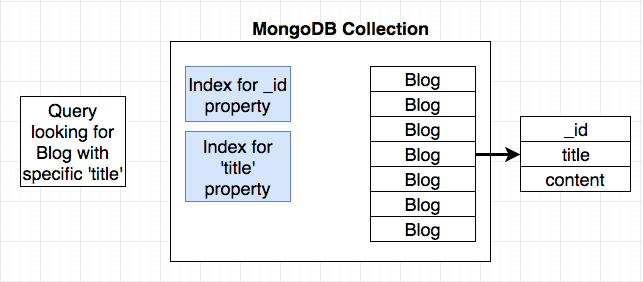 MongoDB Collection
Query
looking for
Blog with
specific 'title'
Index for _id
property
Index for
'title'
property
Blog
Blog
Blog
Blog
Blog
Blog
Blog
_id
title
content